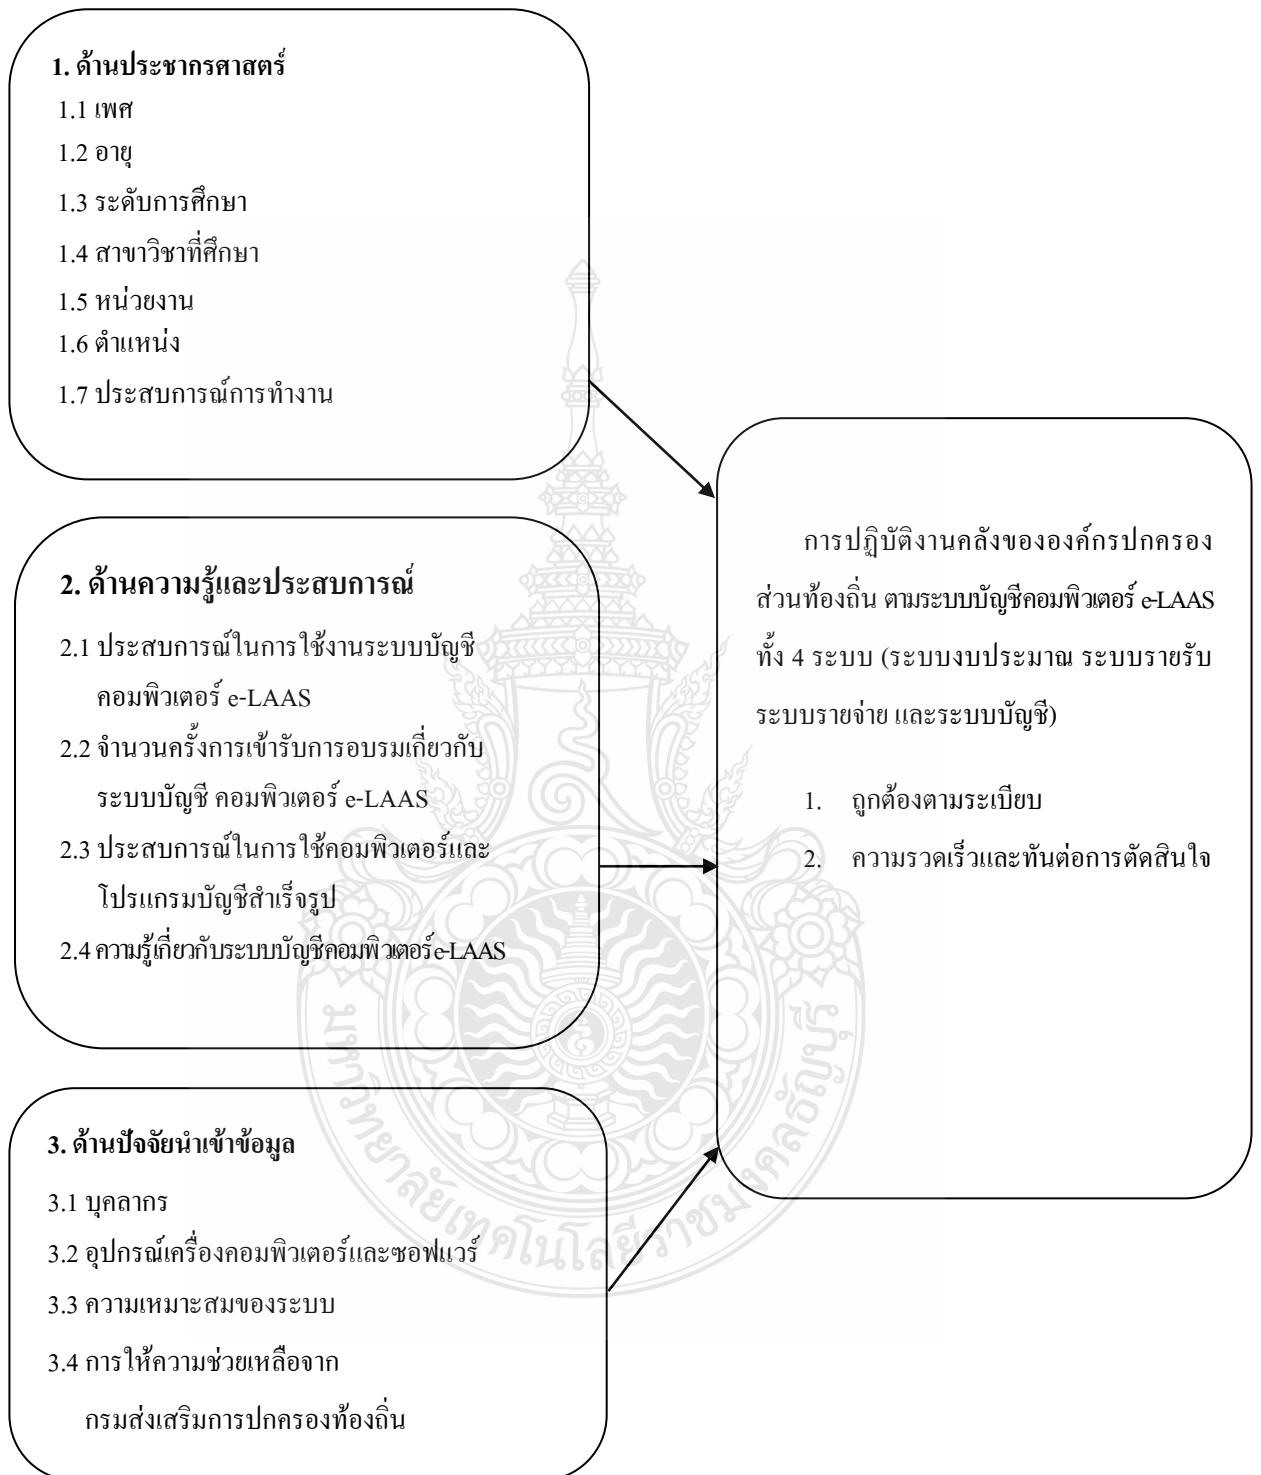 1. ด้านประชากรศาสตร์
1.1 เพศ
1.2 อายุ
1.3 ระดับการศึกษา
1.4 สาขาวิชาที่ศึกษา
1.5 หน่วยงาน
1.6 ตำแหน่ง
1.7 ประสบการณ์การทำงาน
2. ด้านความรู้และประสบการณ์
2.1 ประสบการณ์ในการใช้งานระบบบัญชี
คอมพิวเตอร์ e-LAAS
2.2 จำนวนครั้งการเข้ารับการอบรมเกี่ยวกับ
ระบบบัญชี คอมพิวเตอร์ e-LAAS
2.3 ประสบการณ์ในการใช้คอมพิวเตอร์และ
โปรแกรมบัญชีสำเร็จรูป
2.4 ความรู้เกี่ยวกับระบบบัญชีคอมพิวเตอร์ e-LAAS
3. ด้านปัจจัยนำเข้าข้อมูล
3.1 บุคลากร
3.2 อุปกรณ์เครื่องคอมพิวเตอร์และซอฟแวร์
3.3 ความเหมาะสมของระบบ
3.4 การให้ความช่วยเหลือจาก
กรมส่งเสริมการปกครองท้องถิ่น
การปฏิบัติงานคลังขององค์กรปกครอง
ส่วนท้องถิ่น ตามระบบบัญชีคอมพิวเตอร์ e-LAAS
ทั้ง 4 ระบบ (ระบบงบประมาณ ระบบรายรับ
ระบบรายจ่าย และระบบบัญชี)
1. ถูกต้องตามระเบียบ
2. ความรวดเร็วและทันต่อการตัดสินใจ
มหาวิทยาลัยเทคโนโลยีราชมงคลธัญบุรี